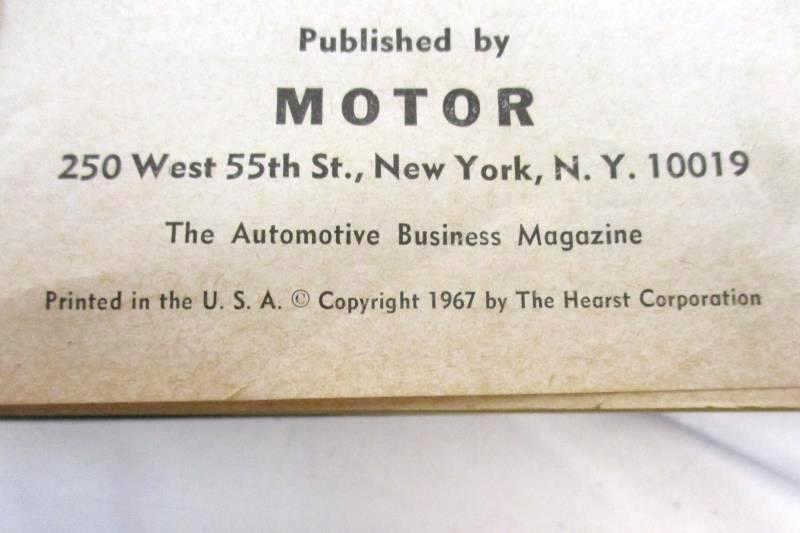 Published by
MOTOR
250 West 55th St., New York, N. Y. 10019
The Automotive Business Magazine
Printed in the U. S. A. © Copyright 1967 by The Hearst Corporation